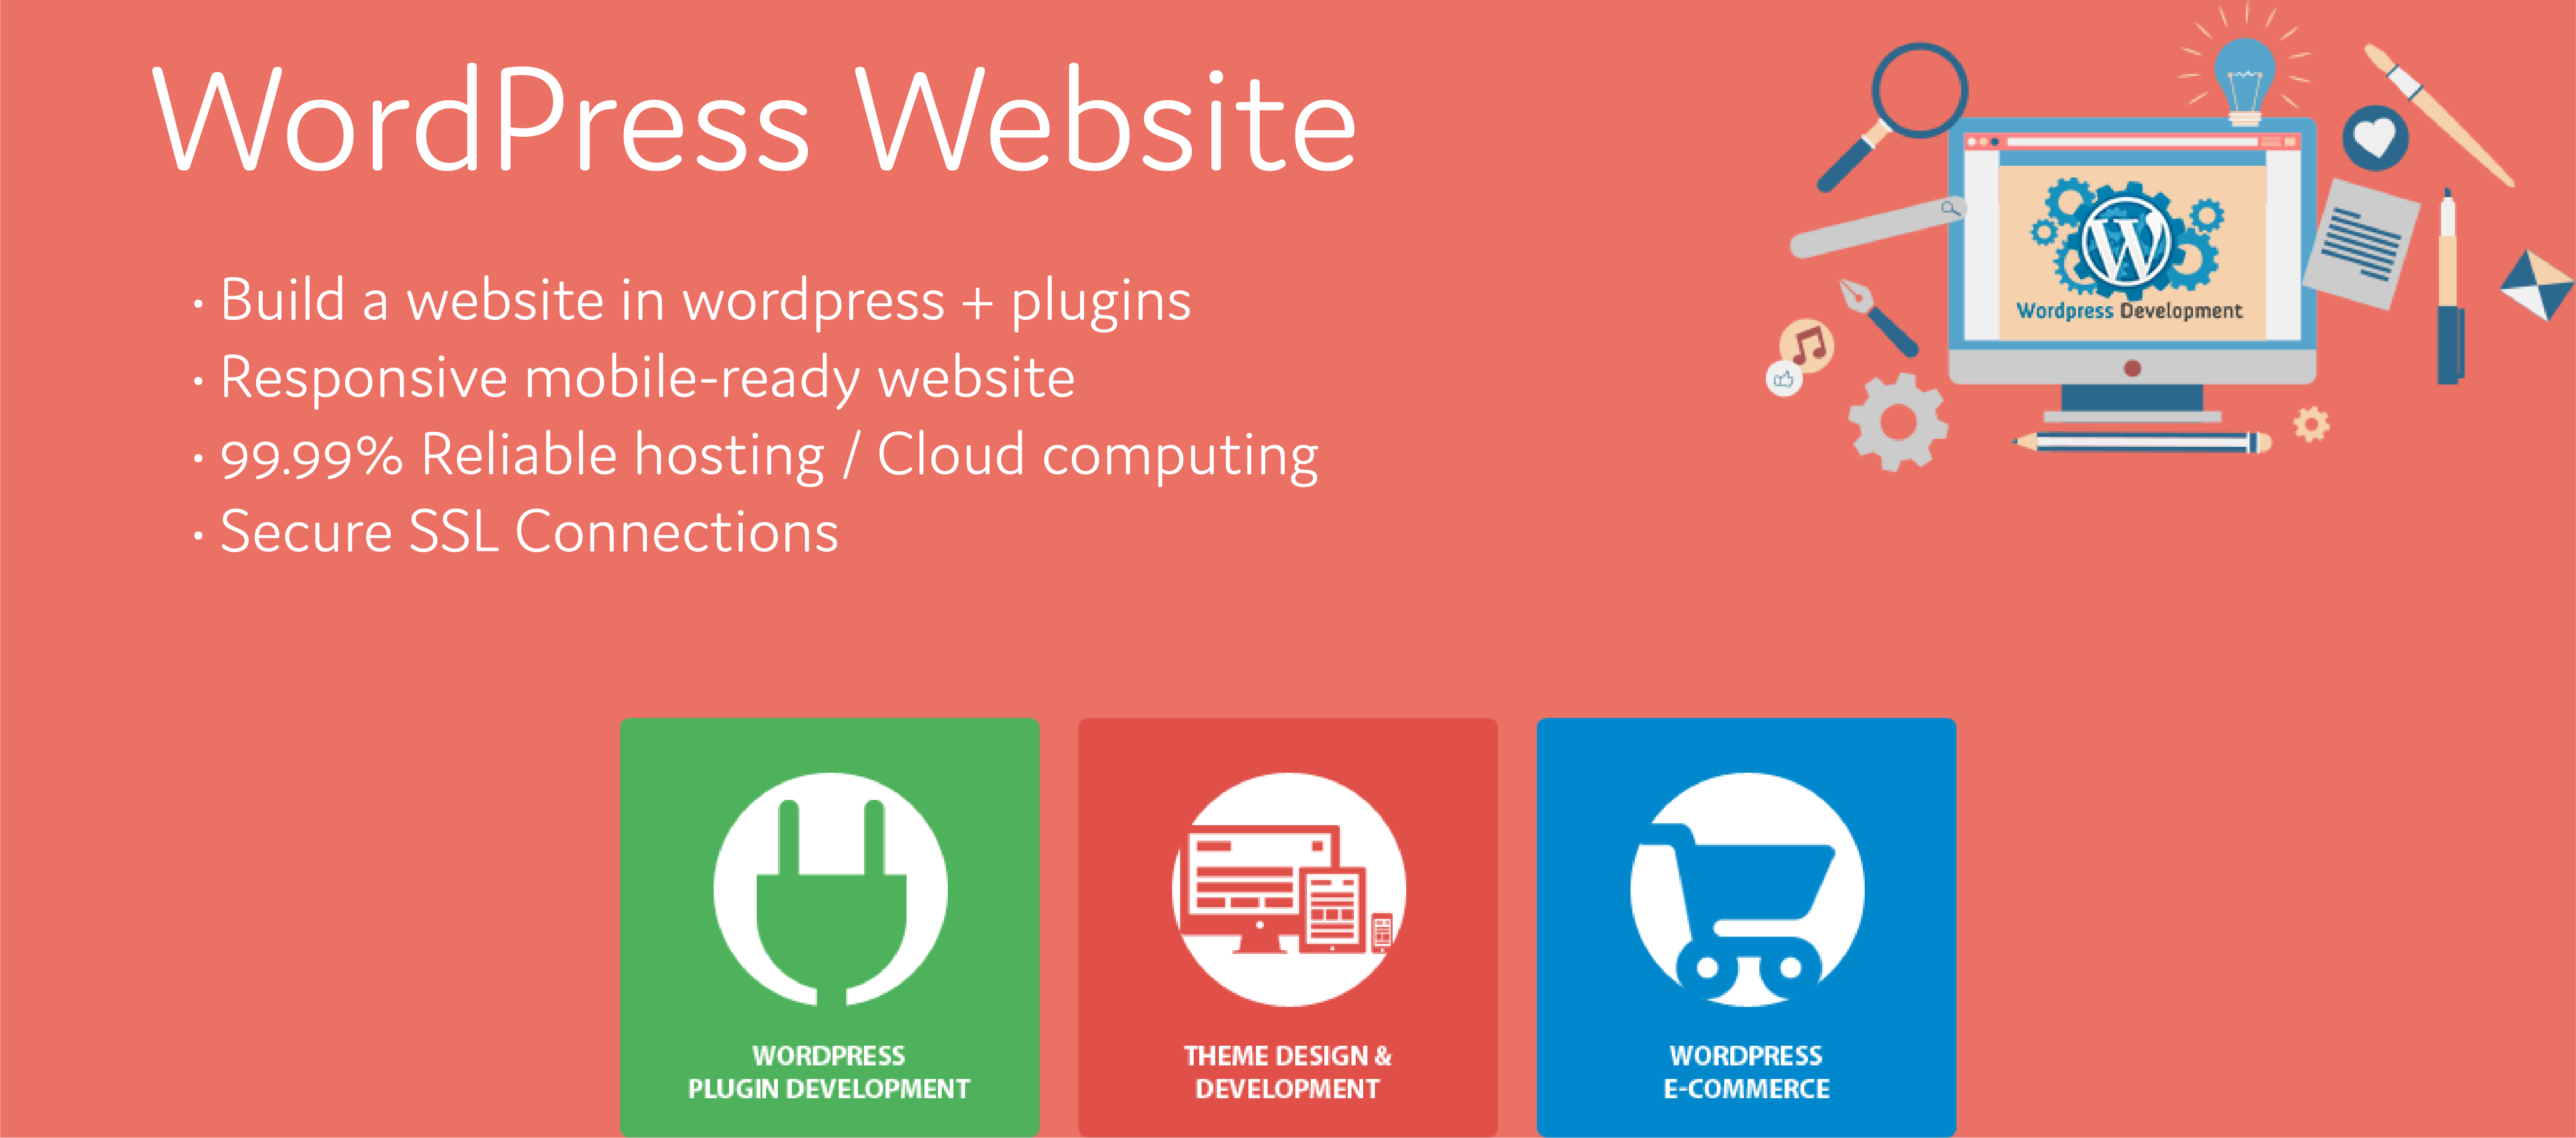 WordPress Website
• Build a website in wordpress + plugins
• Responsive mobile-ready website
• 99.99% Reliable hosting / Cloud computing
• Secure SSL Connections
W
Wordpress Development
WORDPRESS
PLUGIN DEVELOPMENT
THEME DESIGN &
DEVELOPMENT
WORDPRESS
E-COMMERCE